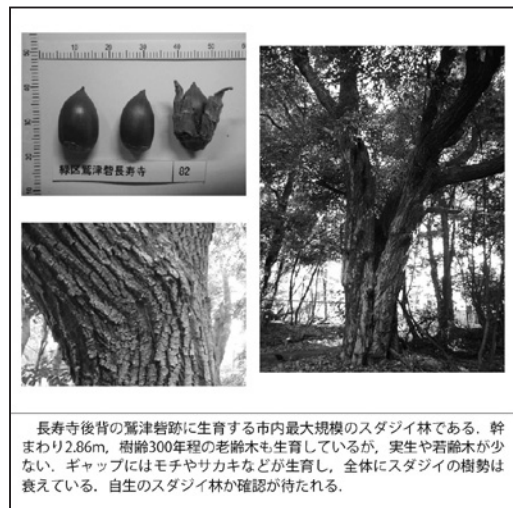 10 20 30 40 50
緑区鷲津砦長寿寺 02
長寿寺後背の鷲津砦跡に生育する市内最大規模のスダジイ林である．幹
まわり2.86m，樹齢300年程の老齢木も生育しているが，実生や若齢木が少
ない．ギャップにはモチやサカキなどが生育し，全体にスダジイの樹勢は
衰えている．自生のスダジイ林か確認が待たれる．